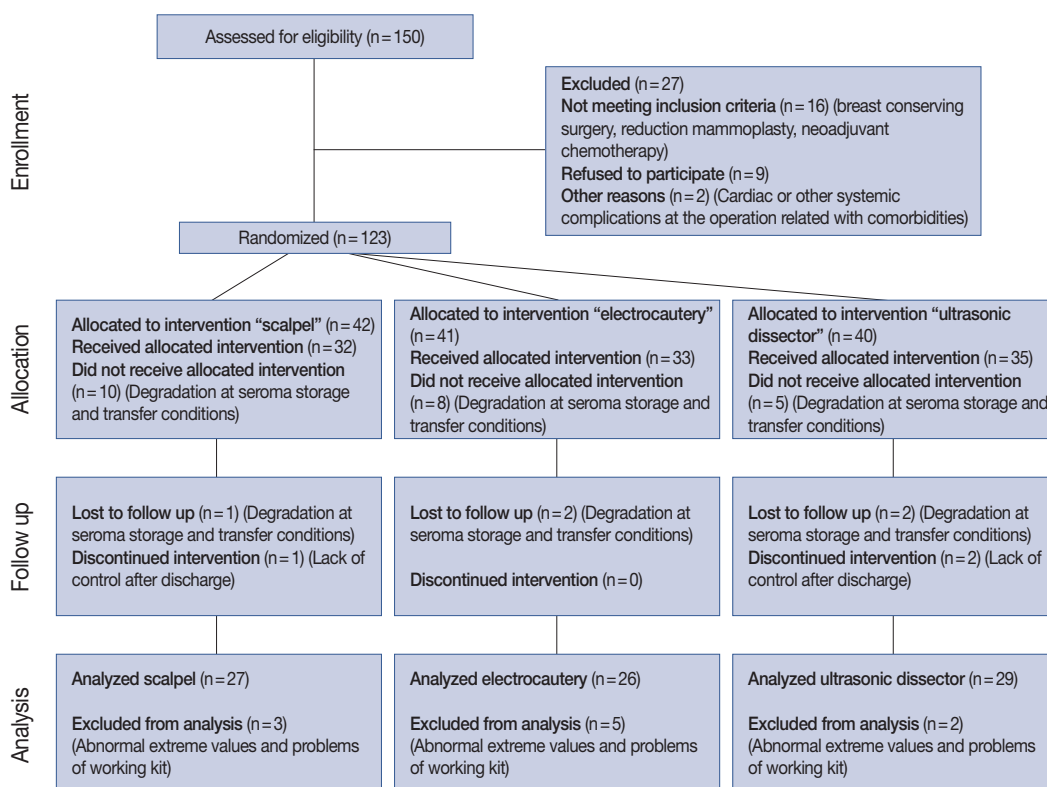 Assessed for eligibility (n=150)
Enrollment
Excluded (n=27)
Not meeting inclusion criteria (n=16) (breast conserving
surgery, reduction mammoplasty, neoadjuvant
chemotherapy)
Refused to participate (n=9)
Other reasons (n=2) (Cardiac or other systemic
complications at the operation related with comorbidities)
Randomized (n=123)
Allocation
Allocated to intervention “scalpel” (n=42)
Received allocated intervention (n=32)
Did not receive allocated intervention
(n=10) (Degradation at seroma storage
and transfer conditions)
Allocated to intervention “electrocautery”
(n=41)
Received allocated intervention (n=33)
Did not receive allocated intervention
(n=8) (Degradation at seroma storage and
transfer conditions)
Allocated to intervention “ultrasonic
dissector” (n=40)
Received allocated intervention (n=35)
Did not receive allocated intervention
(n=5) (Degradation at seroma storage and
transfer conditions)
Follow up
Lost to follow up (n=1) (Degradation at
seroma storage and transfer conditions)
Discontinued intervention (n=1) (Lack of
control after discharge)
Lost to follow up (n=2) (Degradation at
seroma storage and transfer conditions)
Discontinued intervention (n=0)
Lost to follow up (n=2) (Degradation at
seroma storage and transfer conditions)
Discontinued intervention (n=2) (Lack of
control after discharge)
Analysis
Analyzed scalpel (n=27)
Excluded from analysis (n=3)
(Abnormal extreme values and problems
of working kit)
Analyzed electrocautery (n=26)
Excluded from analysis (n=5)
(Abnormal extreme values and problems
of working kit)
Analyzed ultrasonic dissector (n=29)
Excluded from analysis (n=2)
(Abnormal extreme values and problems
of working kit)